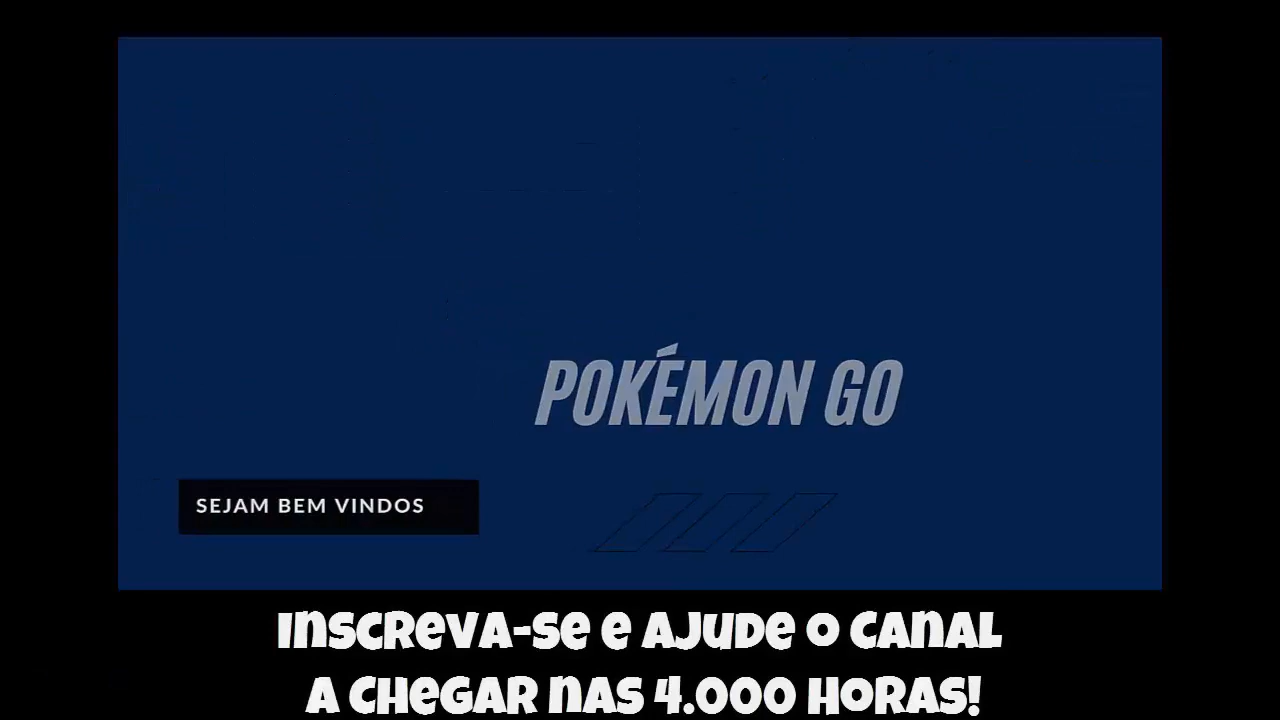 POKÉMON GO
SEJAM BEM VINDOS
Inscreva-se e ajude o canal
a chegar nas 4.000 horas!